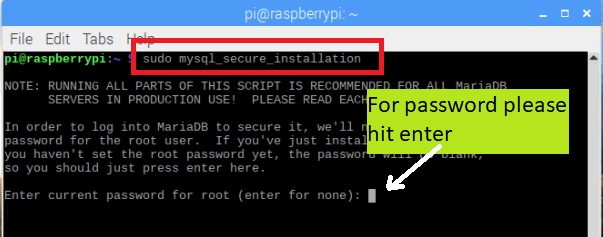 pi@raspberrypi: ~
File Edit Tabs Help
pi@raspberrypi:~ $ sudo mysql_secure_installation
NOTE: RUNNING ALL PARTS OF THIS SCRIPT IS RECOMMENDED FOR ALL MariaDB
SERVERS IN PRODUCTION USE! PLEASE READ EACH
For password please
hit enter
In order to log into MariaDB to secure it, we'll
password for the root user. If you've just
you haven't set the root password yet, the password will be blank,
so you should just press enter here.
Enter current password for root (enter for none):